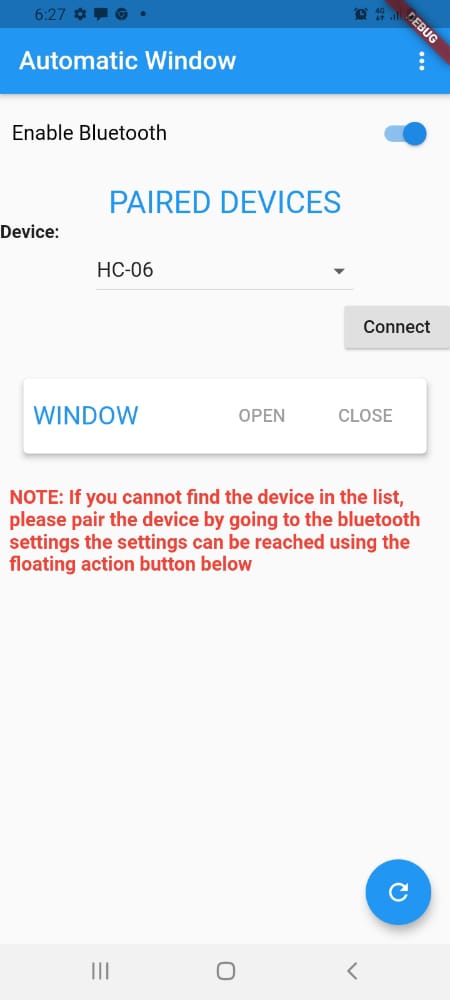 6:27
DEBUG
Automatic Window
Enable Bluetooth
PAIRED DEVICES
Device:
HC-06
Connect
WINDOW OPEN CLOSE
NOTE: If you cannot find the device in the list,
please pair the device by going to the bluetooth
settings the settings can be reached using the
floating action button below